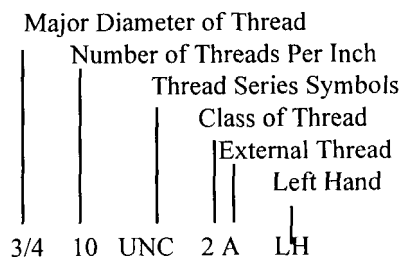 Major Diameter of Thread
Number of Threads Per Inch
Thread Series Symbols
Class of Thread
External Thread
Left Hand
3/4 10 UNC 2 A LH